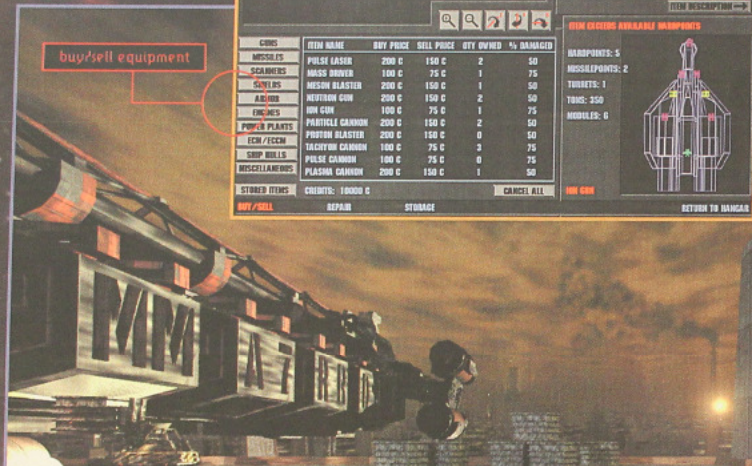 ITEM DESCRIPTION
buy/sell equipment
GUNS
MISSILES
SCANNERS
SHIELDS
ARMOR
ENGINES
POWER PLANTS
ECM/ECCM
SHIP HULLS
MISCELLANEOUS
STORED ITEMS
ITEM NAME BUY PRICE SELL PRICE QTY OWNED % DAMAGED
PULSE LASER 200 C 150 C 2 50
MASS DRIVER 100 C 75 C 1 75
MESON BLASTER 200 C 150 C 1 50
NEUTRON GUN 200 C 150 C 2 50
ION GUN 100 C 75 C 1 75
PARTICLE CANNON 200 C 150 C 2 50
PROTON BLASTER 200 C 150 C 0 50
TACHYON CANNON 100 C 75 C 3 75
PULSE CANNON 100 C 75 C 0 75
PLASMA CANNON 200 C 150 C 1 50
CREDITS: 10000 C CANCEL ALL
ITEM EXCEEDS AVAILABLE HARDPOINTS
HARDPOINTS: 5
MISSILEPOINTS: 2
TURRETS: 1
TONS: 350
MODULES: 6
ION GUN
BUY/SELL REPAIR STORAGE RETURN TO HANGAR